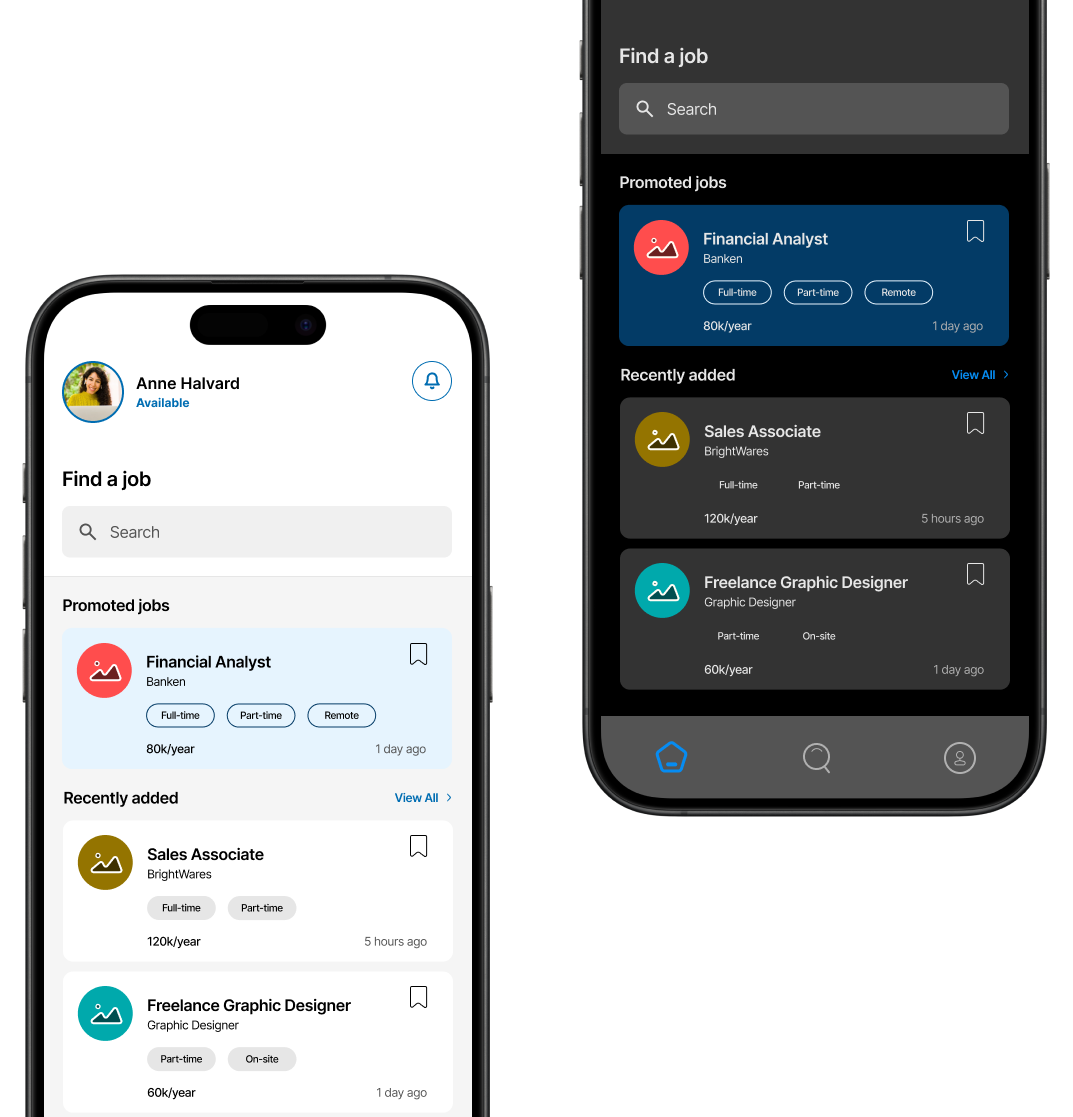 Anne Halvard
Available
Find a job
Search
Promoted jobs
Financial Analyst
Banken
Full-time Part-time Remote
80k/year 1 day ago
Recently added View All
Sales Associate
BrightWares
Full-time Part-time
120k/year 5 hours ago
Freelance Graphic Designer
Graphic Designer
Part-time On-site
60k/year 1 day ago
Find a job
Search
Promoted jobs
Financial Analyst
Banken
Full-time Part-time Remote
80k/year 1 day ago
Recently added View All
Sales Associate
BrightWares
Full-time Part-time
120k/year 5 hours ago
Freelance Graphic Designer
Graphic Designer
Part-time On-site
60k/year 1 day ago